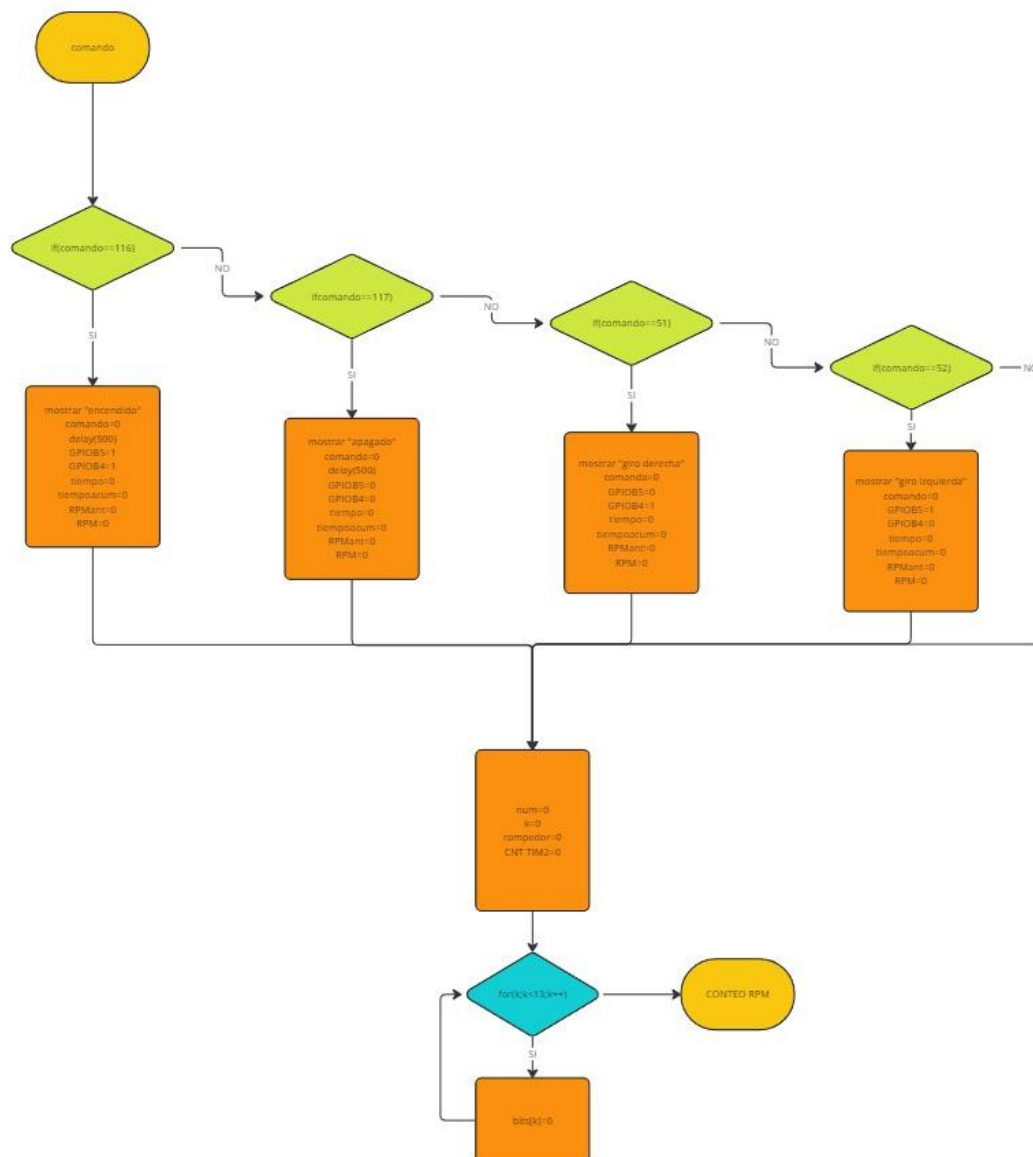 comando
if(comando==116)
NO
ifcomando==117)
NO
if(comando==51)
NO
if(comando==52)
NO
SI
SI
SI
SI
mostrar "encendido"
comando=0
delay(500)
GPIOB5=1
GPIOB4=1
tiempo=0
tiempoacum=0
RPMant=0
RPM=0
mostrar "apagado"
comando=0
delay(500)
GPIOB5=0
GPIOB4=0
tiempo=0
tiempoacum=0
RPMant=0
RPM=0
mostrar "giro derecha"
comando=0
GPIOB5=0
GPIOB4=1
tiempo=0
tiempoacum=0
RPMant=0
RPM=0
mostrar "giro izquierda"
comando=0
GPIOB5=1
GPIOB4=0
tiempo=0
tiempoacum=0
RPMant=0
RPM=0
num=0
k=0
rompedor=0
CNT TIM2=0
for(k;k<13;k++)
CONTEO RPM
SI
bits[k]=0